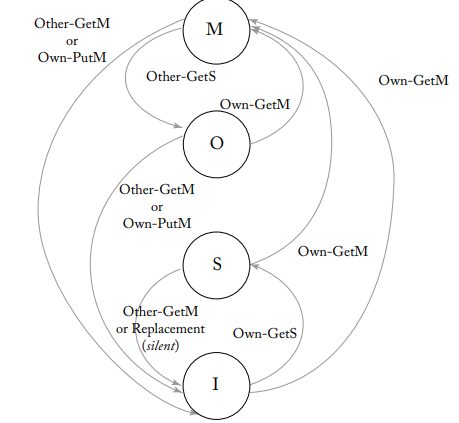 Other-GetM
or
Own-PutM
M
Other-GetS
Own-GetM
Own-GetM
O
Other-GetM
or
Own-PutM
S
Own-GetM
Other-GetM
or Replacement
(silent)
Own-GetS
I